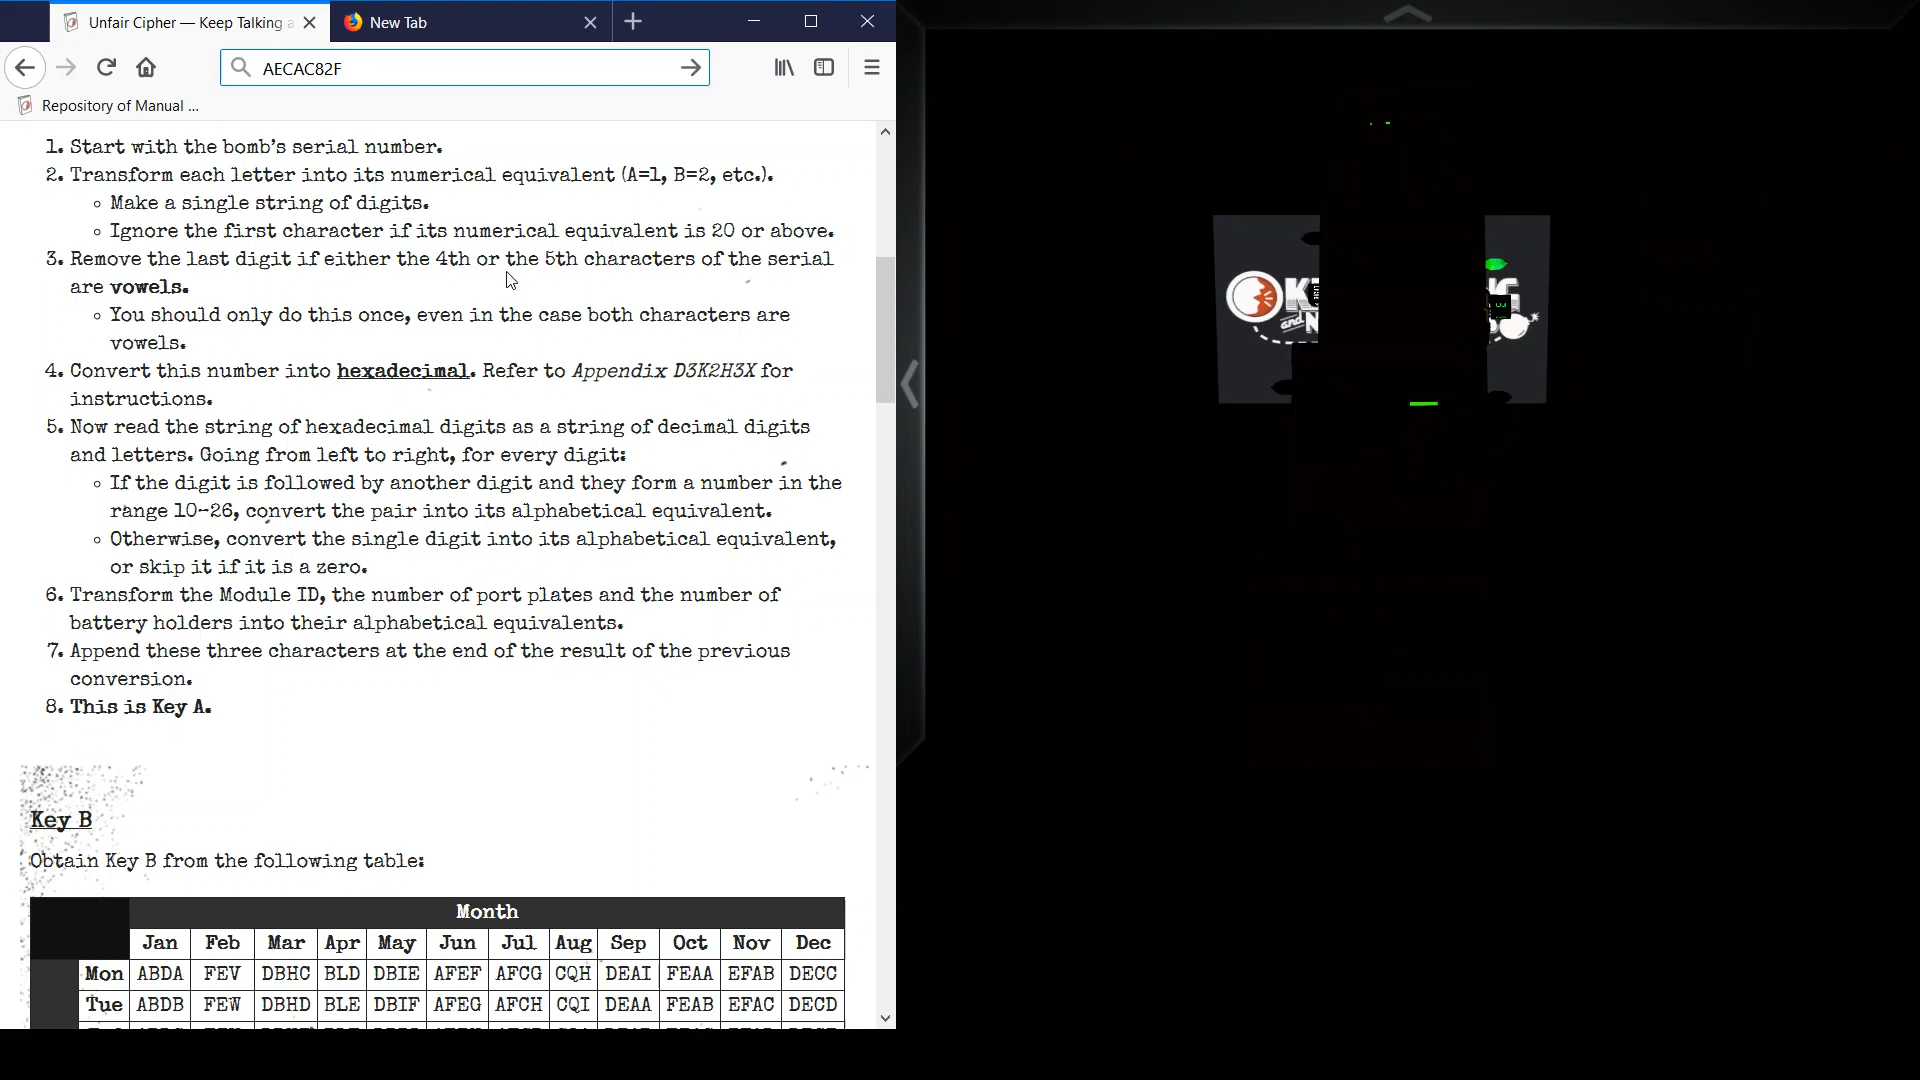 Unfair Cipher — Keep Talking a
New Tab
AECAC82F
Repository of Manual ...
1. Start with the bomb's serial number.
2. Transform each letter into its numerical equivalent (A=1, B=2, etc.).
Make a single string of digits.
Ignore the first character if its numerical equivalent is 20 or above.
3. Remove the last digit if either the 4th or the 5th characters of the serial
are vowels.
You should only do this once, even in the case both characters are
vowels.
4. Convert this number into hexadecimal. Refer to Appendix D3K2H3X for
instructions.
5. Now read the string of hexadecimal digits as a string of decimal digits
and letters. Going from left to right, for every digit:
If the digit is followed by another digit and they form a number in the
range 10-26, convert the pair into its alphabetical equivalent.
Otherwise, convert the single digit into its alphabetical equivalent,
or skip it if it is a zero.
6. Transform the Module ID, the number of port plates and the number of
battery holders into their alphabetical equivalents.
7. Append these three characters at the end of the result of the previous
conversion.
8. This is Key A.
Key B
Obtain Key B from the following table:
Month
Jan Feb Mar Apr May Jun Jul Aug Sep Oct Nov Dec
Mon ABDA FEV DBHC BLD DBIE AFEF AFCG CQH DEAI FEAA EFAB DECC
Tue ABDB FEW DBHD BLE DBIF AFEG AFCH CQI DEAA FEAB EFAC DECD
and